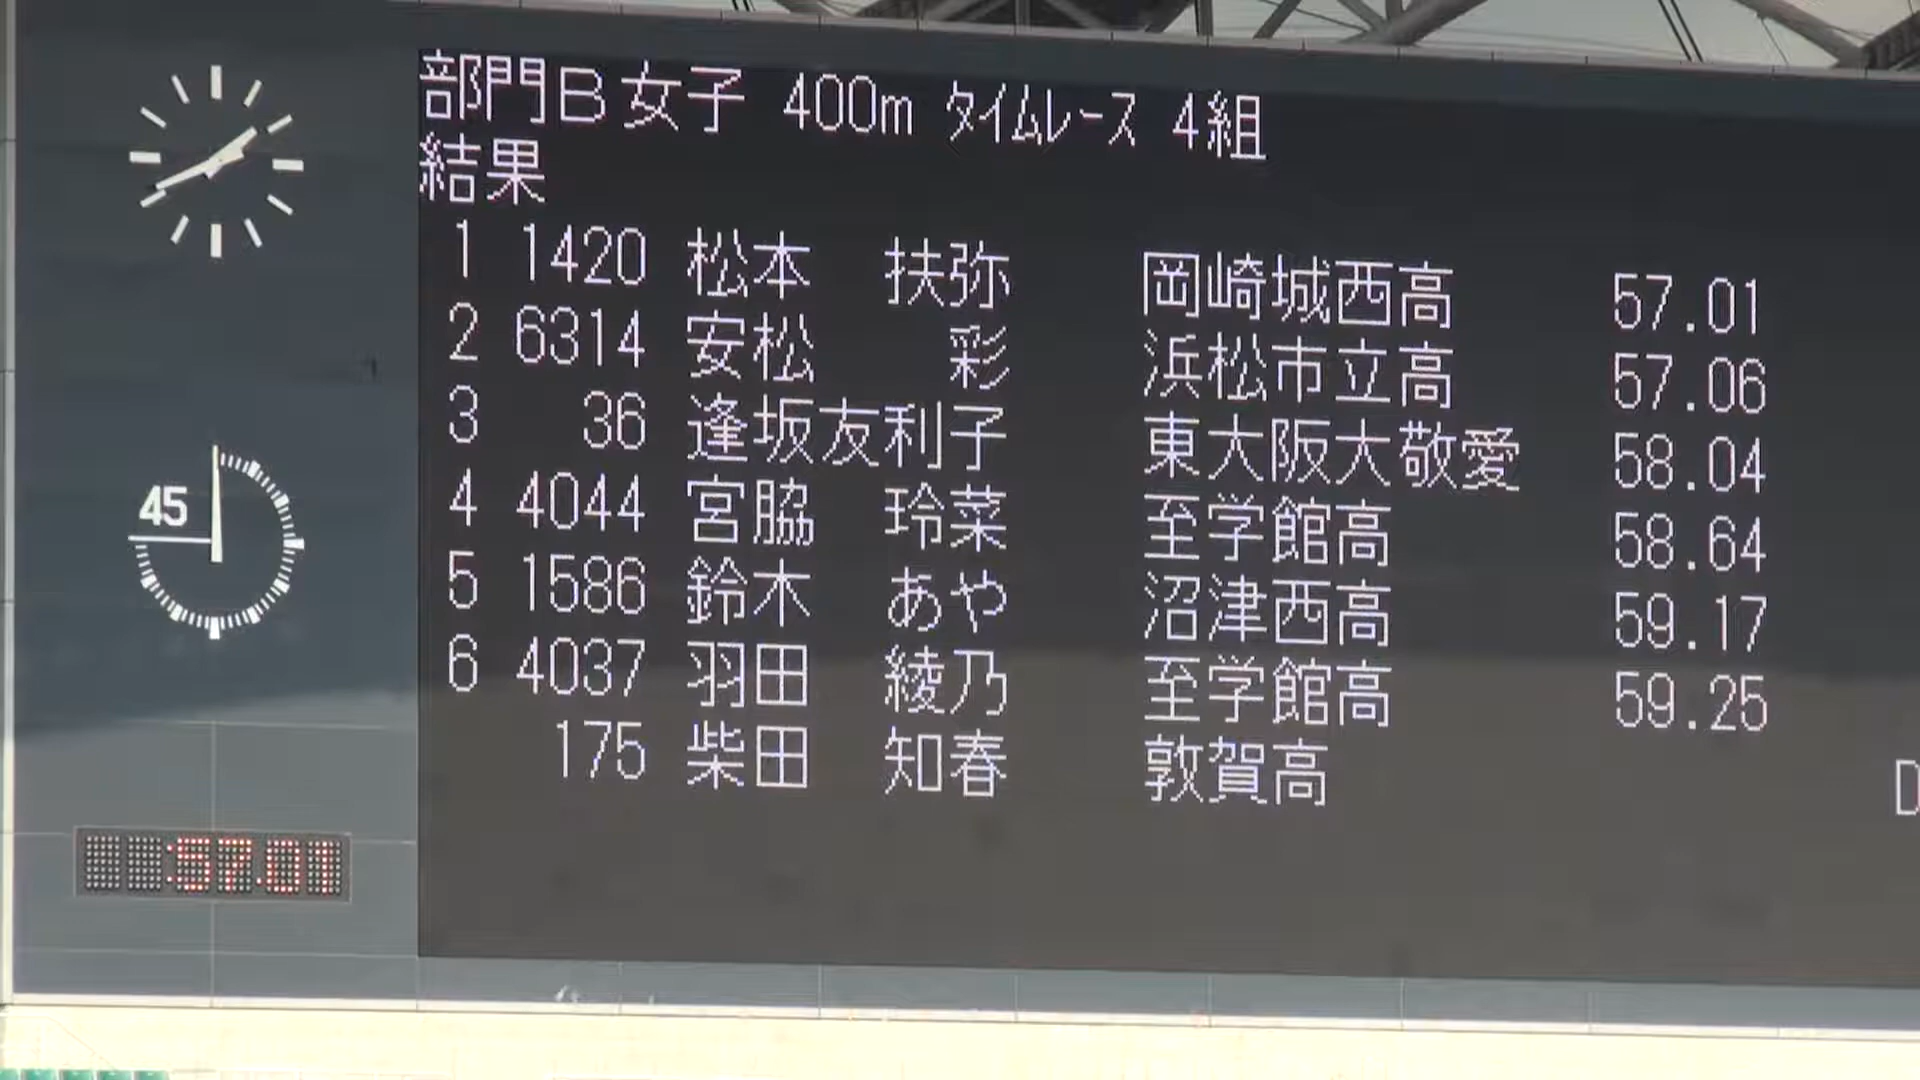 部門B女子 400m タイムレース 4組
結果
1 1420 松本 扶弥 岡崎城西高 57.01
2 6314 安松 彩 浜松市立高 57.06
3 36 逢坂友利子 東大阪大敬愛 58.04
4 4044 宮脇 玲菜 至学館高 58.64
5 1586 鈴木 あや 沼津西高 59.17
6 4037 羽田 綾乃 至学館高 59.25
175 柴田 知春 敦賀高 D
45
:57.01